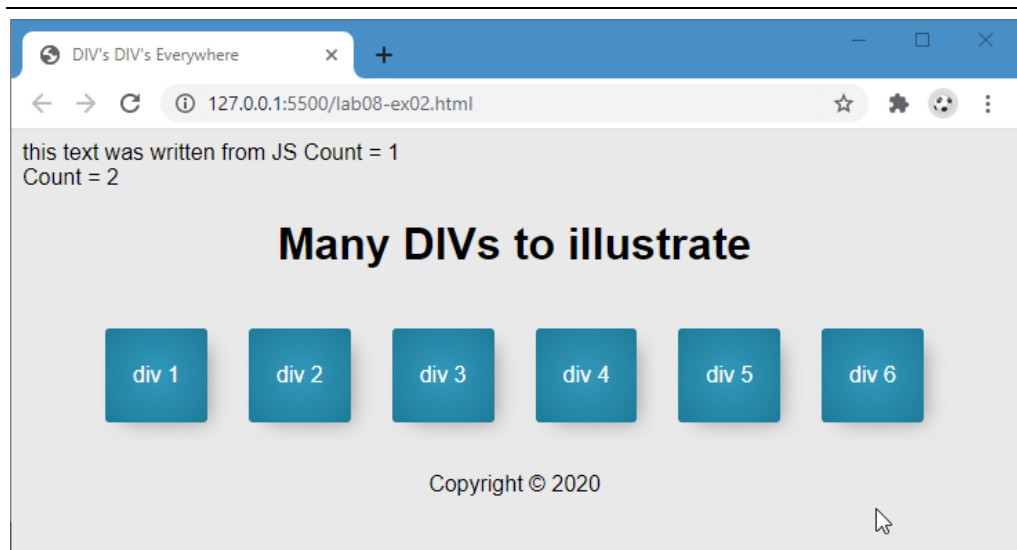 DIV's DIV's Everywhere
127.0.0.1:5500/lab08-ex02.html
this text was written from JS Count = 1
Count = 2
Many DIVs to illustrate
div 1 div 2 div 3 div 4 div 5 div 6
Copyright © 2020